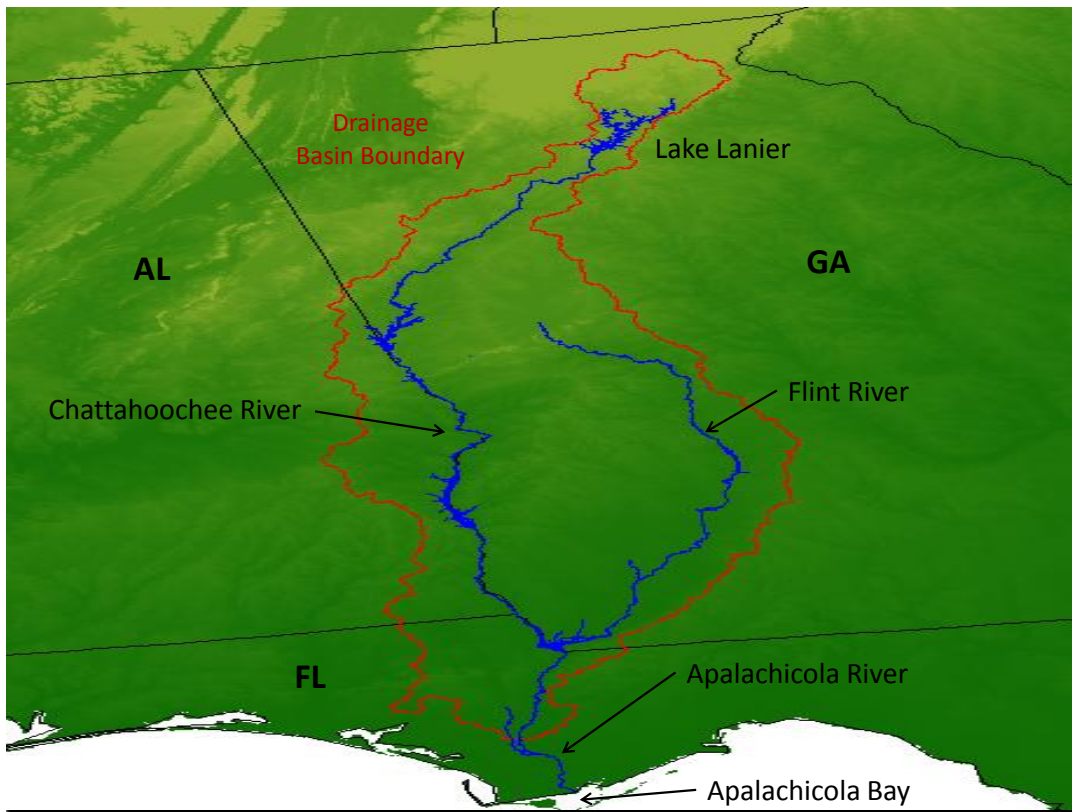 Drainage
Basin Boundary
Lake Lanier
AL
GA
Chattahoochee River
Flint River
FL
Apalachicola River
Apalachicola Bay